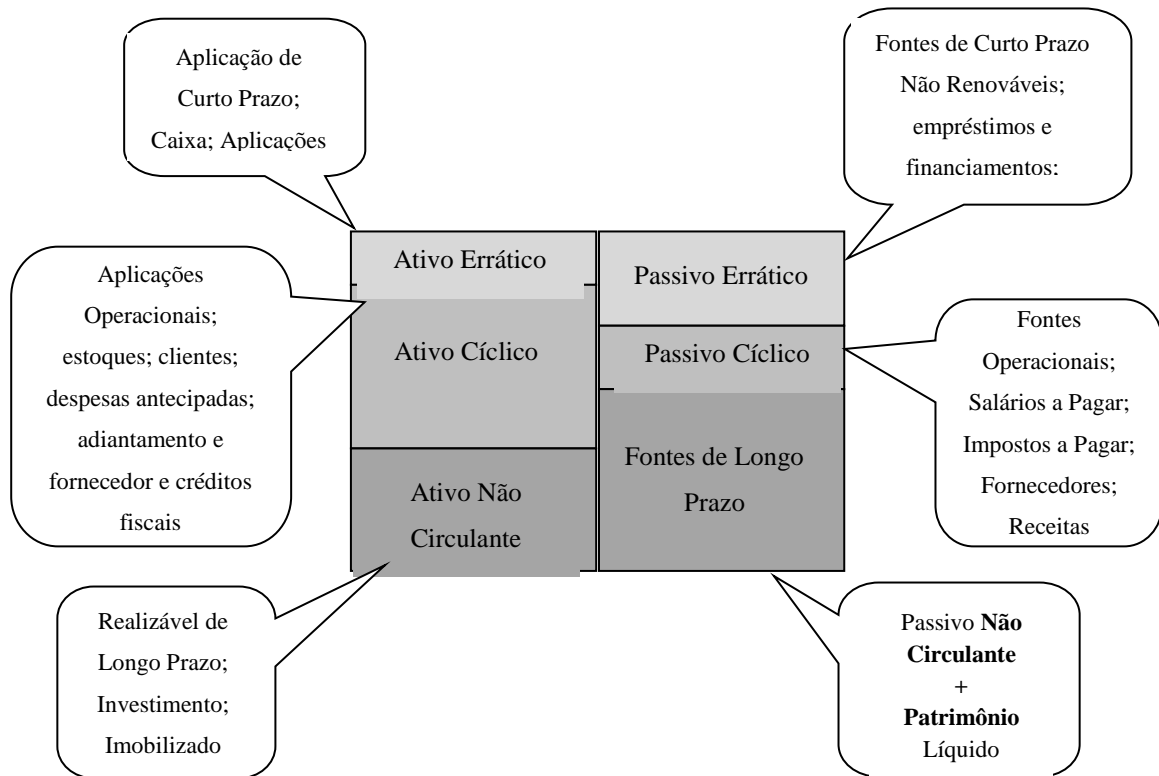 Aplicação de
Curto Prazo;
Caixa; Aplicações
Fontes de Curto Prazo
Não Renováveis;
empréstimos e
financiamentos:
Ativo Errático
Passivo Errático
Aplicações
Operacionais;
estoques; clientes;
despesas antecipadas;
adiantamento e
fornecedor e créditos
fiscais
Ativo Cíclico
Passivo Cíclico
Fontes
Operacionais;
Salários a Pagar;
Impostos a Pagar;
Fornecedores;
Receitas
Ativo Não
Circulante
Fontes de Longo
Prazo
Realizável de
Longo Prazo;
Investimento;
Imobilizado
Passivo Não
Circulante
+
Patrimônio
Líquido